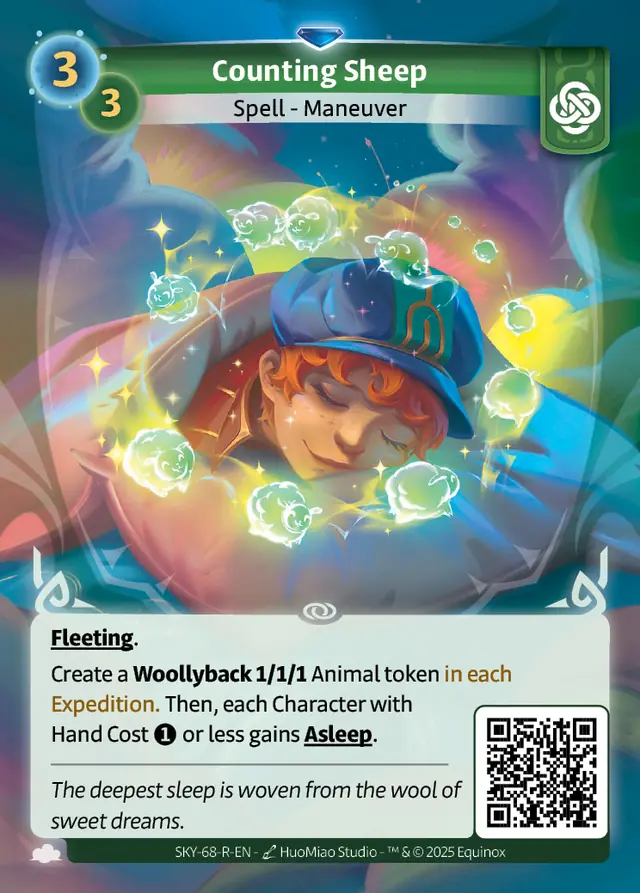 3
Counting Sheep
3
Spell - Maneuver
Fleeting.
Create a Woollyback 1/1/1 Animal token in each
Expedition. Then, each Character with
Hand Cost 1 or less gains Asleep.
The deepest sleep is woven from the wool of
sweet dreams.
SKY-68-R-EN - HuoMiao Studio - ™ & © 2025 Equinox